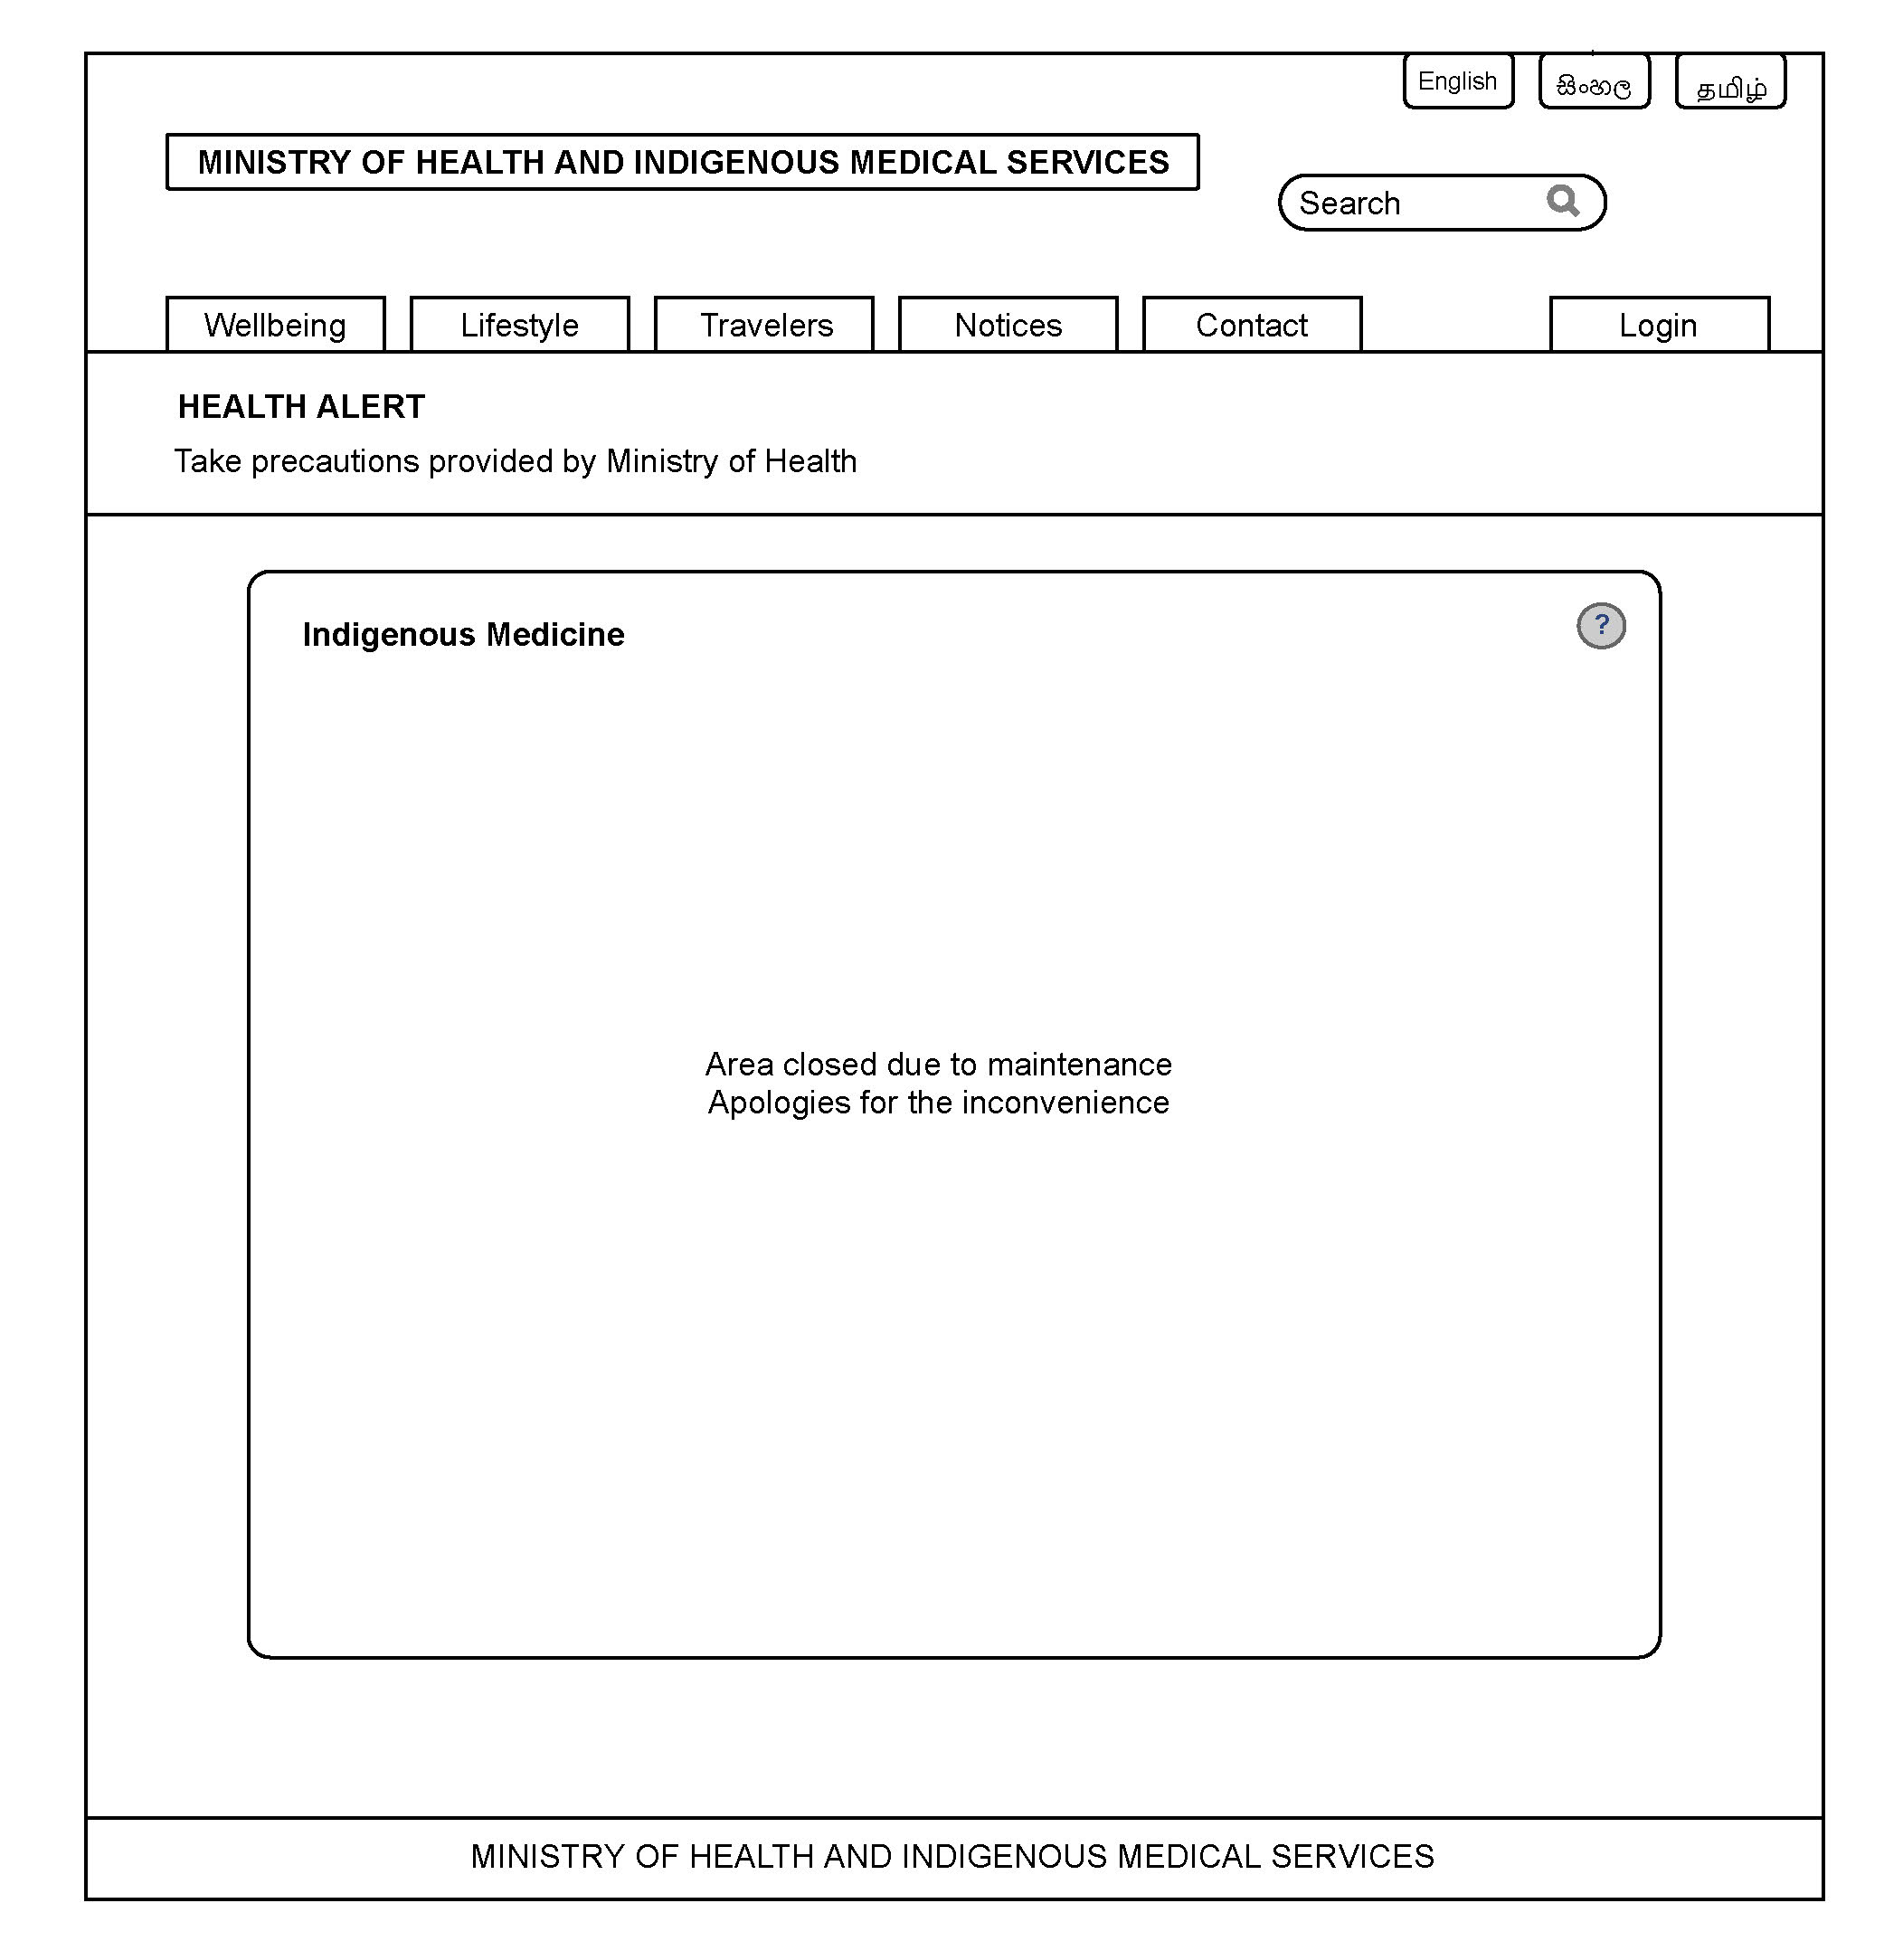 English
සිංහල
தமிழ்
MINISTRY OF HEALTH AND INDIGENOUS MEDICAL SERVICES
Search
Wellbeing
Lifestyle
Travelers
Notices
Contact
Login
HEALTH ALERT
Take precautions provided by Ministry of Health
Indigenous Medicine
?
Area closed due to maintenance
Apologies for the inconvenience
MINISTRY OF HEALTH AND INDIGENOUS MEDICAL SERVICES